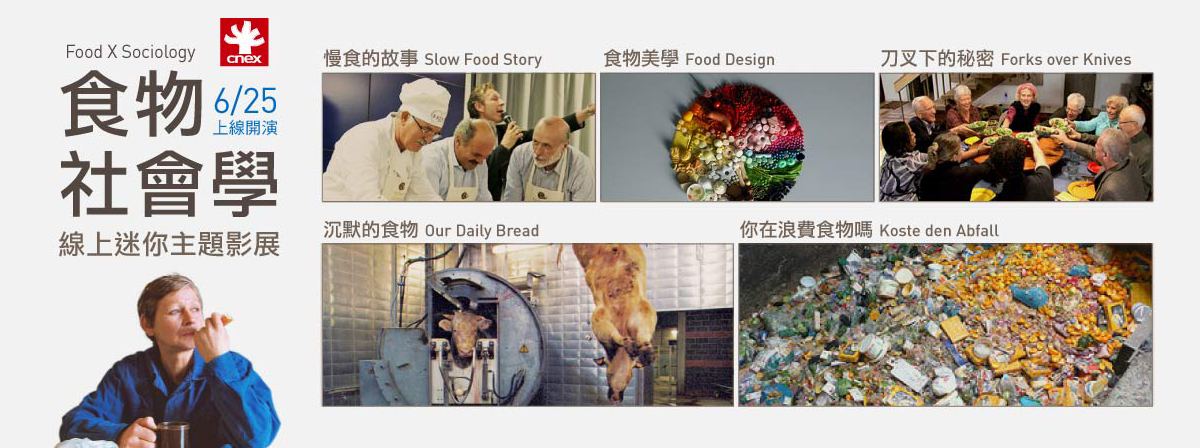 Food X Sociology
cnex
食物
6/25
上線開演
社會學
線上迷你主題影展
慢食的故事 Slow Food Story
食物美學 Food Design
刀叉下的秘密 Forks over Knives
沉默的食物 Our Daily Bread
你在浪費食物嗎 Koste den Abfall